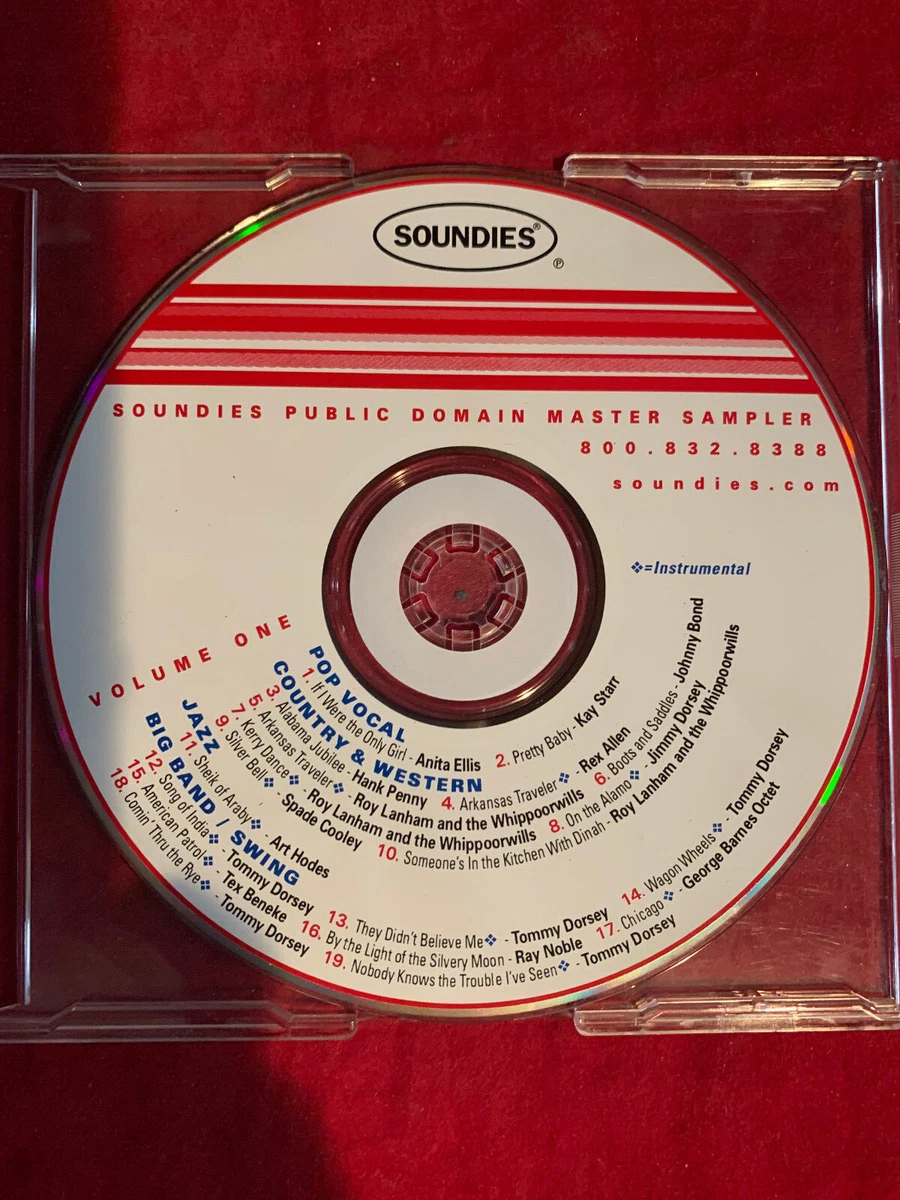 SOUNDIES®
℗
SOUNDIES PUBLIC DOMAIN MASTER SAMPLER
800.832.8388
soundies.com
❖=Instrumental
VOLUME ONE
POP VOCAL
1. If I Were the Only Girl - Anita Ellis 2. Pretty Baby - Kay Starr
COUNTRY & WESTERN
3. Alabama Jubilee - Hank Penny 4. Arkansas Traveler❖ - Rex Allen
5. Arkansas Traveler❖ - Roy Lanham and the Whippoorwills 6. Boots and Saddles - Johnny Bond
7. Kerry Dance❖ - Roy Lanham and the Whippoorwills 8. On the Alamo❖ - Jimmy Dorsey
9. Silver Bell❖ - Spade Cooley 10. Someone's In the Kitchen With Dinah - Roy Lanham and the Whippoorwills
JAZZ
11. Sheik of Araby❖ - Art Hodes
BIG BAND / SWING
12. Song of India❖ - Tommy Dorsey 13. They Didn't Believe Me❖ - Tommy Dorsey 14. Wagon Wheels❖ - Tommy Dorsey
15. American Patrol❖ - Tex Beneke 16. By the Light of the Silvery Moon - Ray Noble 17. Chicago❖ - George Barnes Octet
18. Comin' Thru the Rye❖ - Tommy Dorsey 19. Nobody Knows the Trouble I've Seen❖ - Tommy Dorsey